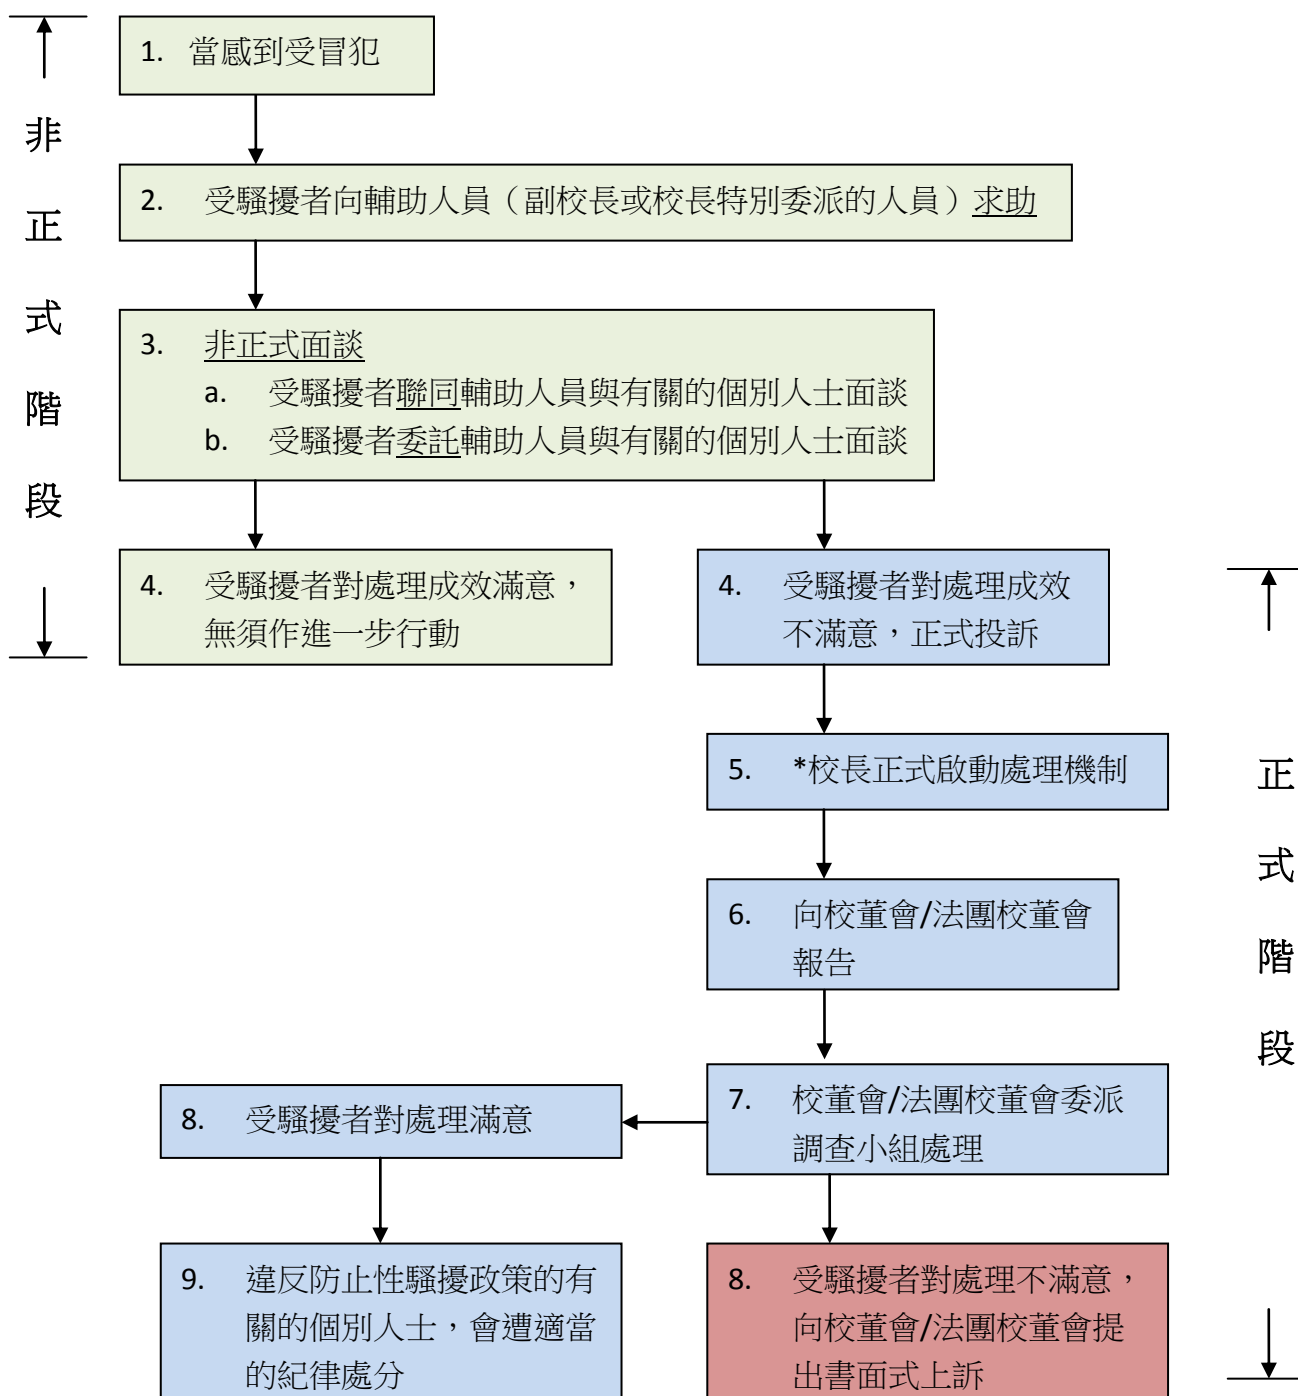 非正式階段
1. 當感到受冒犯
2. 受騷擾者向輔助人員（副校長或校長特別委派的人員）求助
3. 非正式面談
a. 受騷擾者聯同輔助人員與有關的個別人士面談
b. 受騷擾者委託輔助人員與有關的個別人士面談
4. 受騷擾者對處理成效滿意，
無須作進一步行動
4. 受騷擾者對處理成效
不滿意，正式投訴
正式階段
5. *校長正式啟動處理機制
6. 向校董會/法團校董會
報告
7. 校董會/法團校董會委派
調查小組處理
8. 受騷擾者對處理滿意
9. 違反防止性騷擾政策的有
關的個別人士，會遭適當
的紀律處分
8. 受騷擾者對處理不滿意，
向校董會/法團校董會提
出書面式上訴